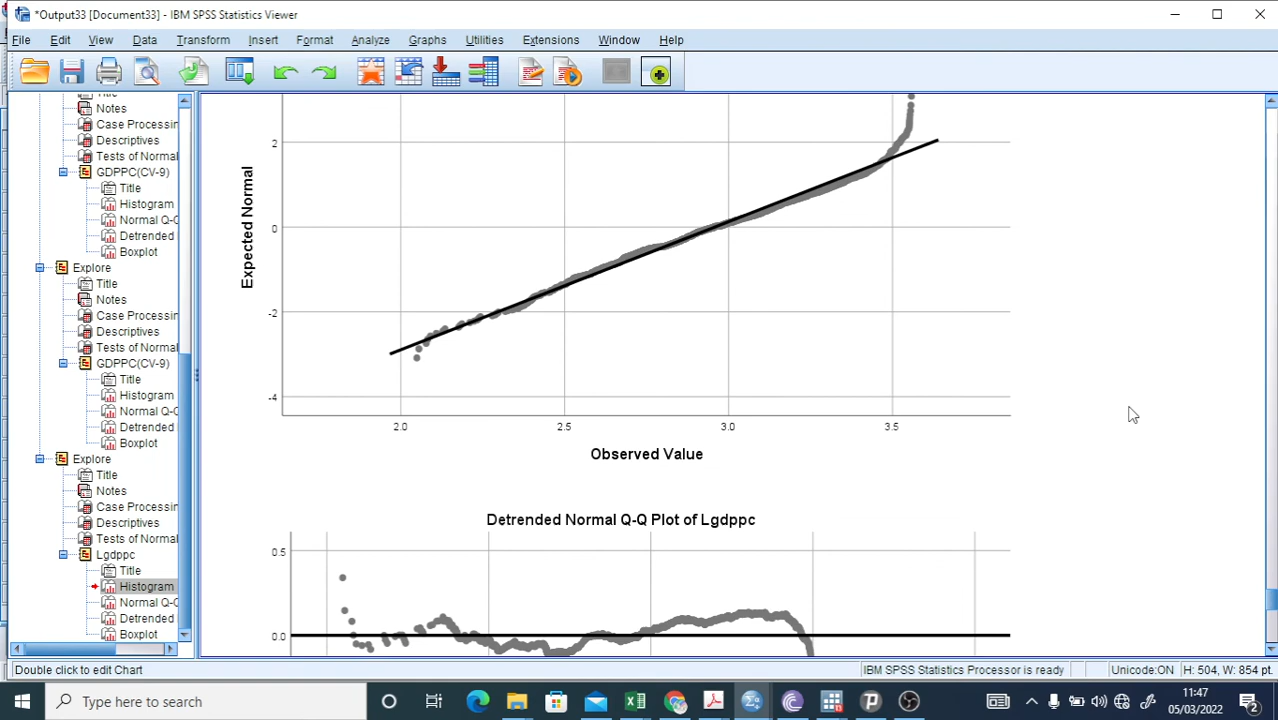 *Output33 [Document33] - IBM SPSS Statistics Viewer
File Edit View Data Transform Insert Format Analyze Graphs Utilities Extensions Window Help
Notes
Case Processin
Descriptives
Tests of Normal
GDPPC(CV-9)
Title
Histogram
Normal Q-Q
Detrended
Boxplot
Explore
Title
Notes
Case Processin
Descriptives
Tests of Normal
GDPPC(CV-9)
Title
Histogram
Normal Q-Q
Detrended
Boxplot
Explore
Title
Notes
Case Processin
Descriptives
Tests of Normal
Lgdppc
Title
Histogram
Normal Q-Q
Detrended
Boxplot
Expected Normal
2
0
-2
-4
2.0 2.5 3.0 3.5
Observed Value
Detrended Normal Q-Q Plot of Lgdppc
0.5
0.0
Double click to edit Chart
IBM SPSS Statistics Processor is ready
Unicode:ON
H: 504, W: 854 pt.
Type here to search
11:47
05/03/2022
2